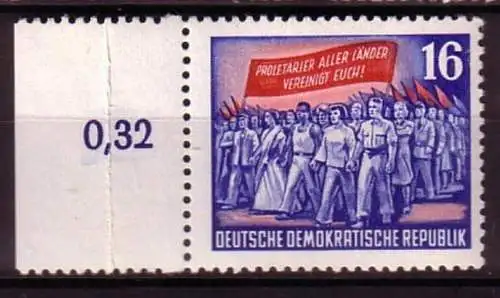 PROLETARIER ALLER LÄNDER
VEREINIGT EUCH!
16
0,32
DEUTSCHE DEMOKRATISCHE REPUBLIK